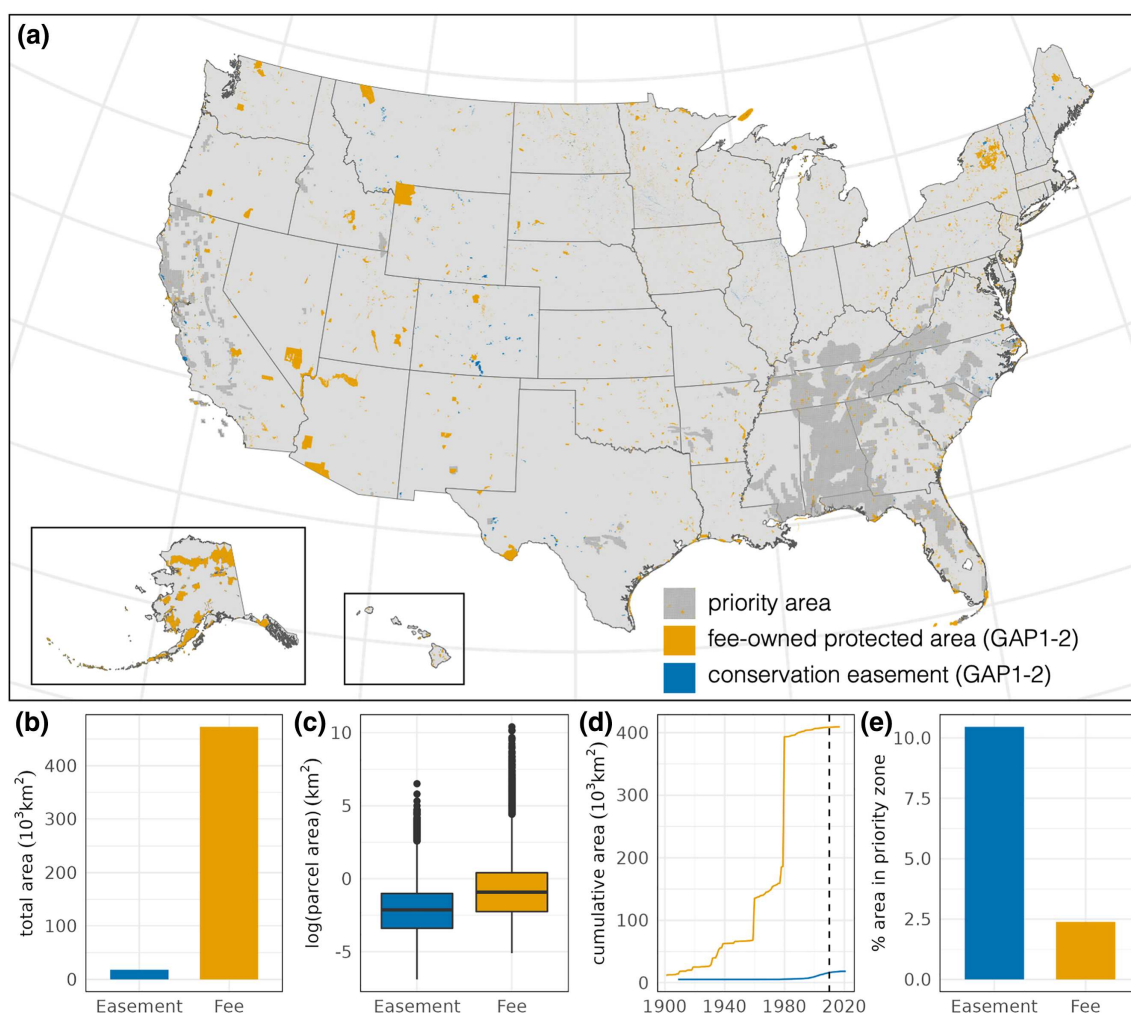 (a)
priority area
fee-owned protected area (GAP1-2)
conservation easement (GAP1-2)
(b)
total area (10³km²)
400
300
200
100
0
Easement
Fee
(c)
log(parcel area) (km²)
10
5
0
-5
Easement
Fee
(d)
cumulative area (10³km²)
400
300
200
100
0
1900
1940
1980
2020
(e)
% area in priority zone
10.0
7.5
5.0
2.5
0.0
Easement
Fee